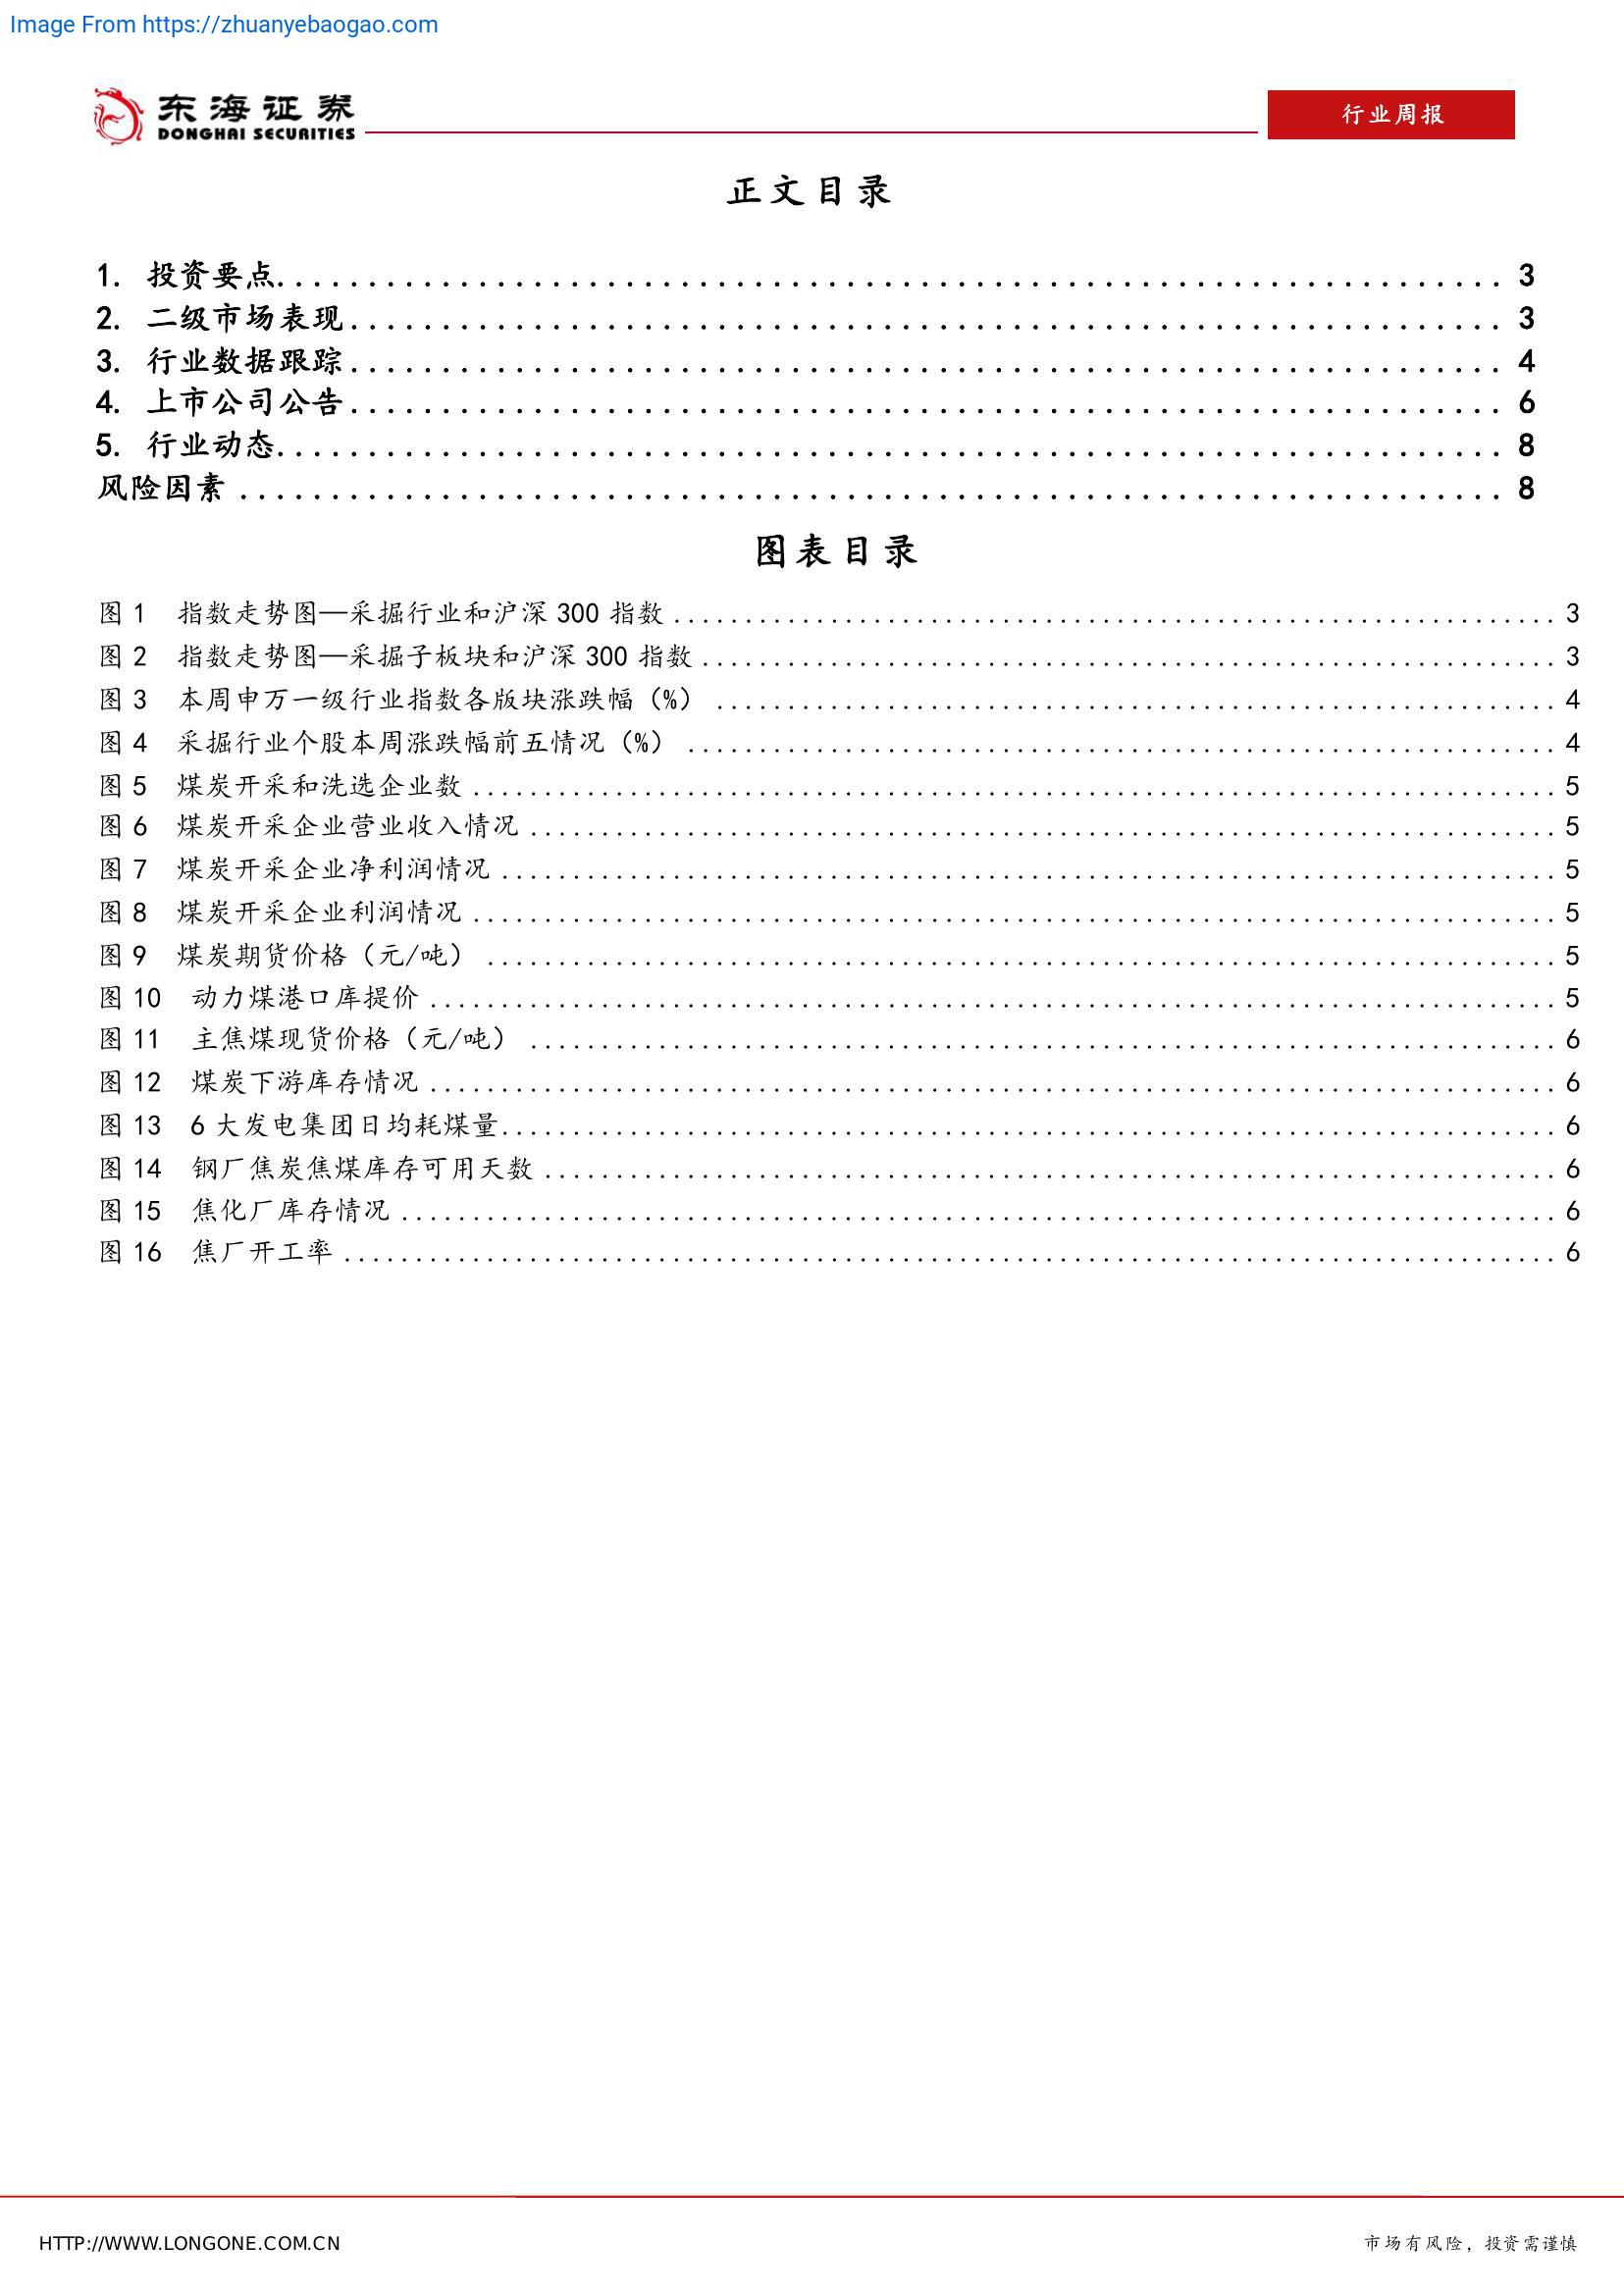 Image From https://zhuanyebaogao.com
东海证券
DONGHAI SECURITIES
行业周报
正文目录
1. 投资要点.................................................................... 3
2. 二级市场表现................................................................ 3
3. 行业数据跟踪................................................................ 4
4. 上市公司公告................................................................ 6
5. 行业动态.................................................................... 8
风险因素 ...................................................................... 8
图表目录
图 1 指数走势图—采掘行业和沪深 300 指数 .............................................................. 3
图 2 指数走势图—采掘子板块和沪深 300 指数 ............................................................ 3
图 3 本周申万一级行业指数各版块涨跌幅（%） ........................................................... 4
图 4 采掘行业个股本周涨跌幅前五情况（%） ............................................................. 4
图 5 煤炭开采和洗选企业数 ............................................................................ 5
图 6 煤炭开采企业营业收入情况 ........................................................................ 5
图 7 煤炭开采企业净利润情况 .......................................................................... 5
图 8 煤炭开采企业利润情况 ............................................................................ 5
图 9 煤炭期货价格（元/吨） ........................................................................... 5
图 10 动力煤港口库提价 ............................................................................... 5
图 11 主焦煤现货价格（元/吨） ........................................................................ 6
图 12 煤炭下游库存情况 ............................................................................... 6
图 13 6 大发电集团日均耗煤量.......................................................................... 6
图 14 钢厂焦炭焦煤库存可用天数 ....................................................................... 6
图 15 焦化厂库存情况 ................................................................................. 6
图 16 焦厂开工率 ..................................................................................... 6
HTTP://WWW.LONGONE.COM.CN
市场有风险，投资需谨慎